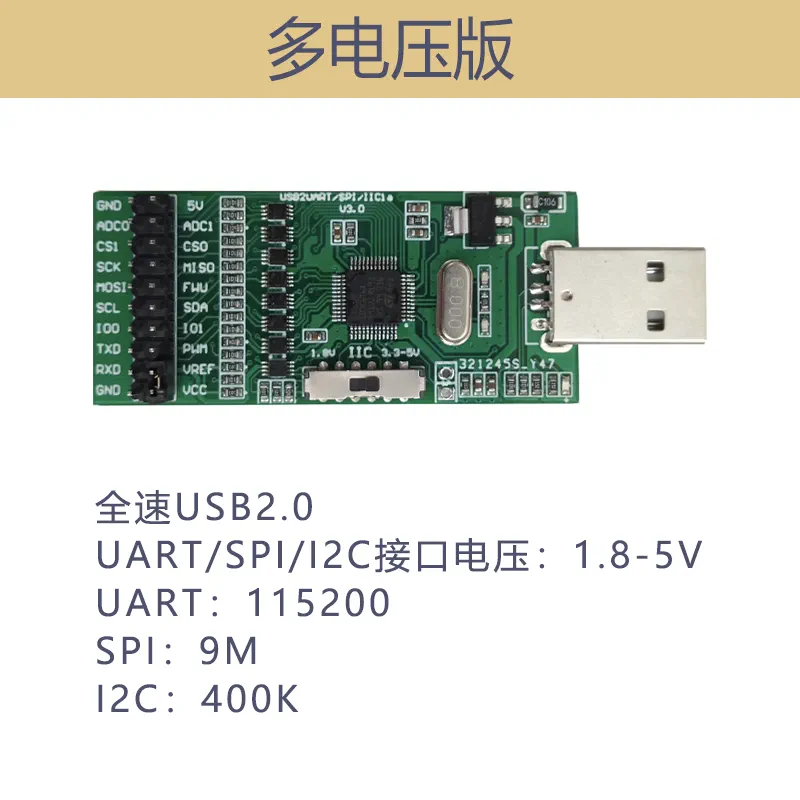 多电压版
USB2UART/SPI/IIC1a
V3.0
GND 5V
ADC0 ADC1
CS1 CS0
SCK MISO
MOSI FWU
SCL SDA
IO0 IO1
TXD PWM
RXD VREF
GND VCC
C106
000 R
1.8V IIC 3.3-5V
321245S_Y47
全速USB2.0
UART/SPI/I2C接口电压：1.8-5V
UART：115200
SPI：9M
I2C：400K